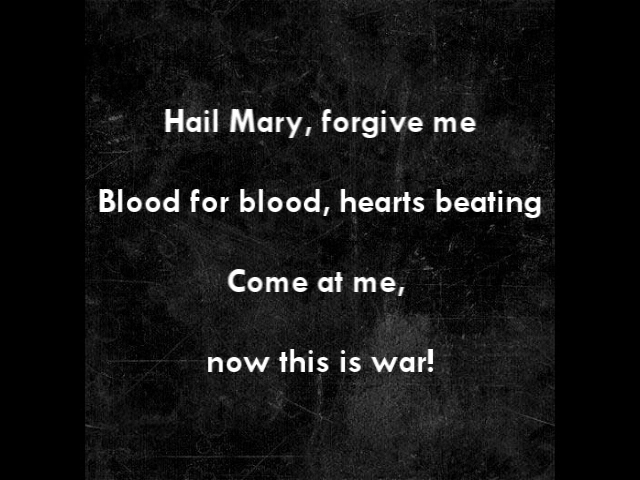 Hail Mary, forgive me
Blood for blood, hearts beating
Come at me,
now this is war!